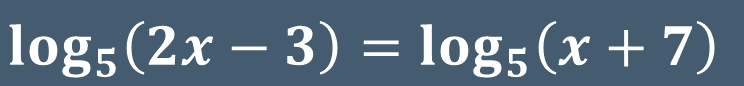 log₅(2x − 3) = log₅(x + 7)